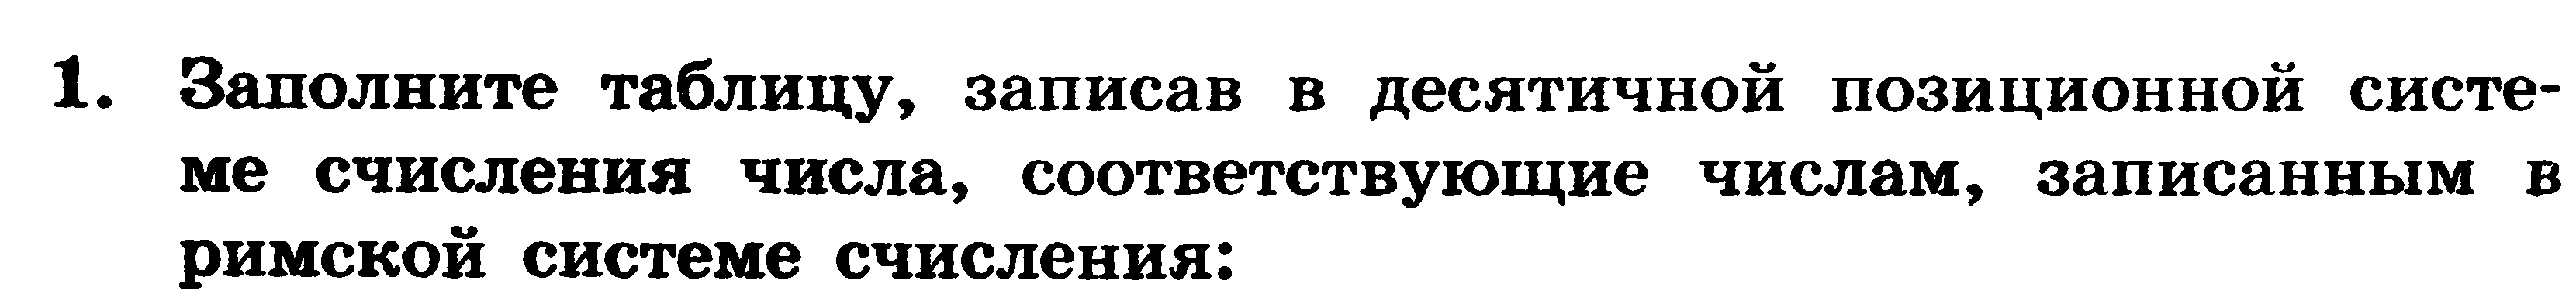 1. Заполните таблицу, записав в десятичной позиционной систе-
ме счисления числа, соответствующие числам, записанным в
римской системе счисления: